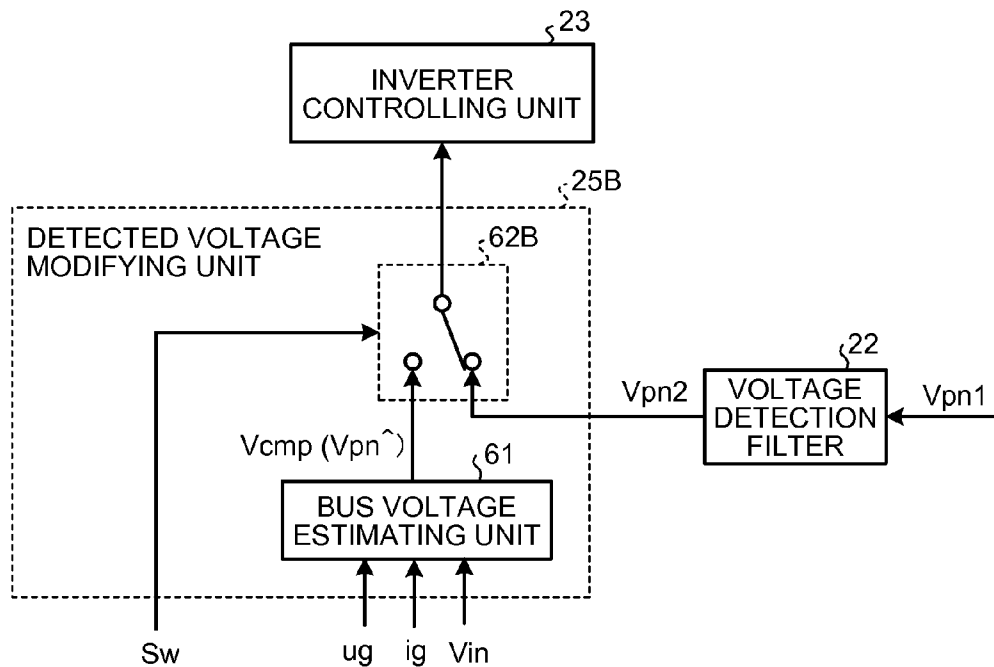 23
INVERTER
CONTROLLING UNIT
25B
DETECTED VOLTAGE
MODIFYING UNIT
62B
22
VOLTAGE
DETECTION
FILTER
Vpn2
Vpn1
Vcmp (Vpn^)
61
BUS VOLTAGE
ESTIMATING UNIT
Sw
ug
ig
Vin